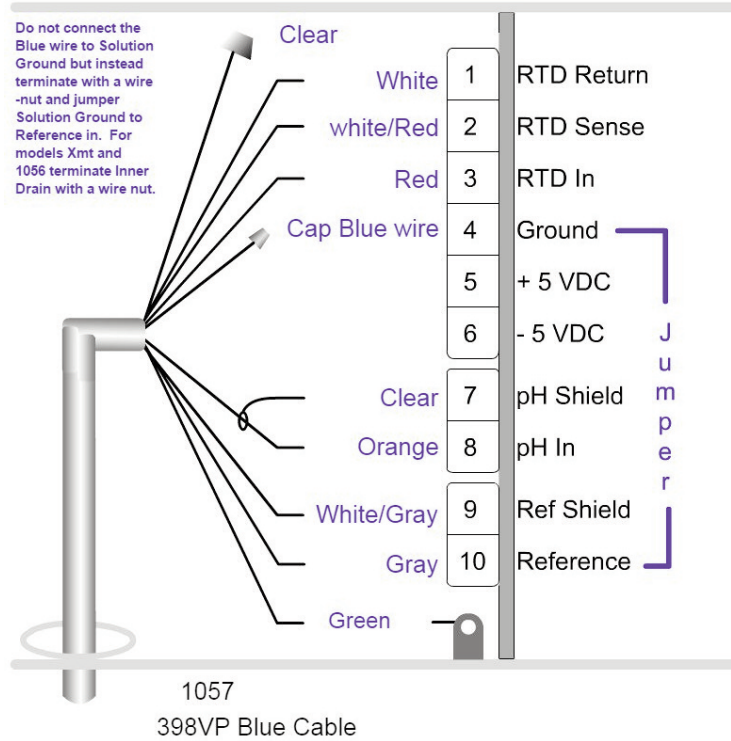 Do not connect the
Blue wire to Solution
Ground but instead
terminate with a wire
-nut and jumper
Solution Ground to
Reference in. For
models Xmt and
1056 terminate Inner
Drain with a wire nut.
Clear
White 1 RTD Return
white/Red 2 RTD Sense
Red 3 RTD In
Cap Blue wire 4 Ground
5 + 5 VDC
6 - 5 VDC
Clear 7 pH Shield
Orange 8 pH In
White/Gray 9 Ref Shield
Gray 10 Reference
Green
Jumper
1057
398VP Blue Cable